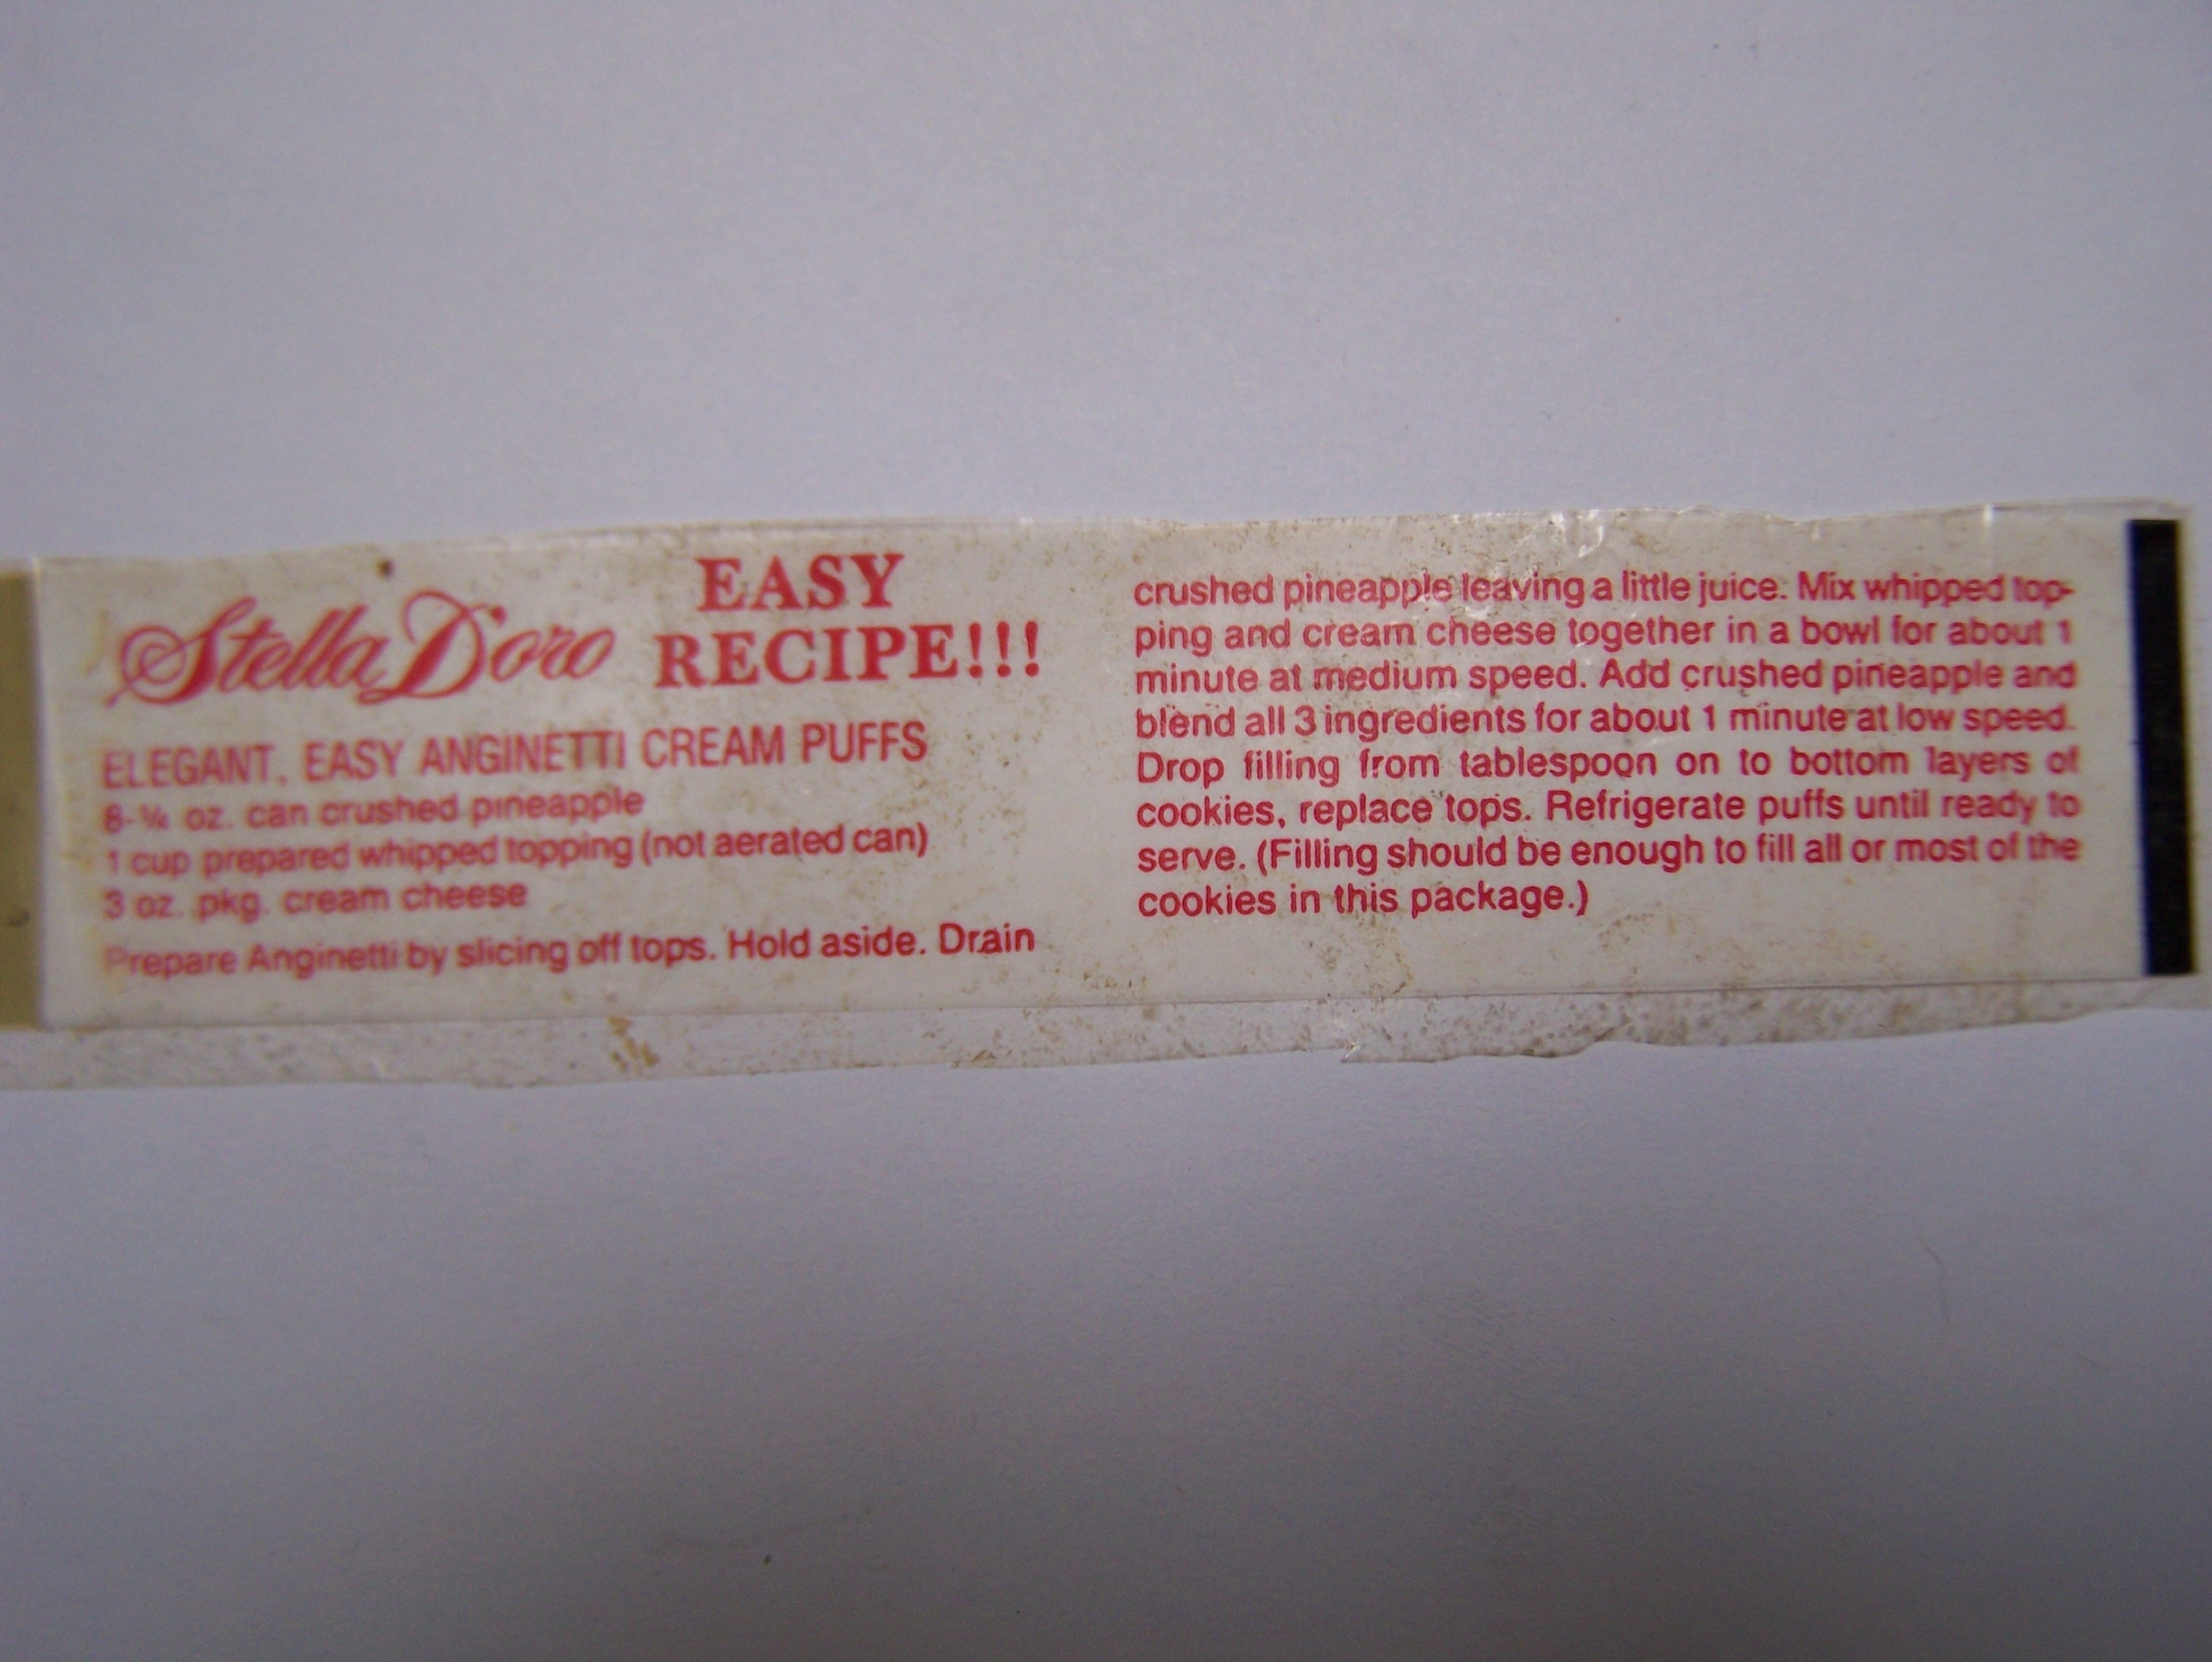 Stella D'oro
EASY
RECIPE!!!
ELEGANT, EASY ANGINETTI CREAM PUFFS
8-¼ oz. can crushed pineapple
1 cup prepared whipped topping (not aerated can)
3 oz. pkg. cream cheese
Prepare Anginetti by slicing off tops. Hold aside. Drain
crushed pineapple leaving a little juice. Mix whipped top-
ping and cream cheese together in a bowl for about 1
minute at medium speed. Add crushed pineapple and
blend all 3 ingredients for about 1 minute at low speed.
Drop filling from tablespoon on to bottom layers of
cookies, replace tops. Refrigerate puffs until ready to
serve. (Filling should be enough to fill all or most of the
cookies in this package.)